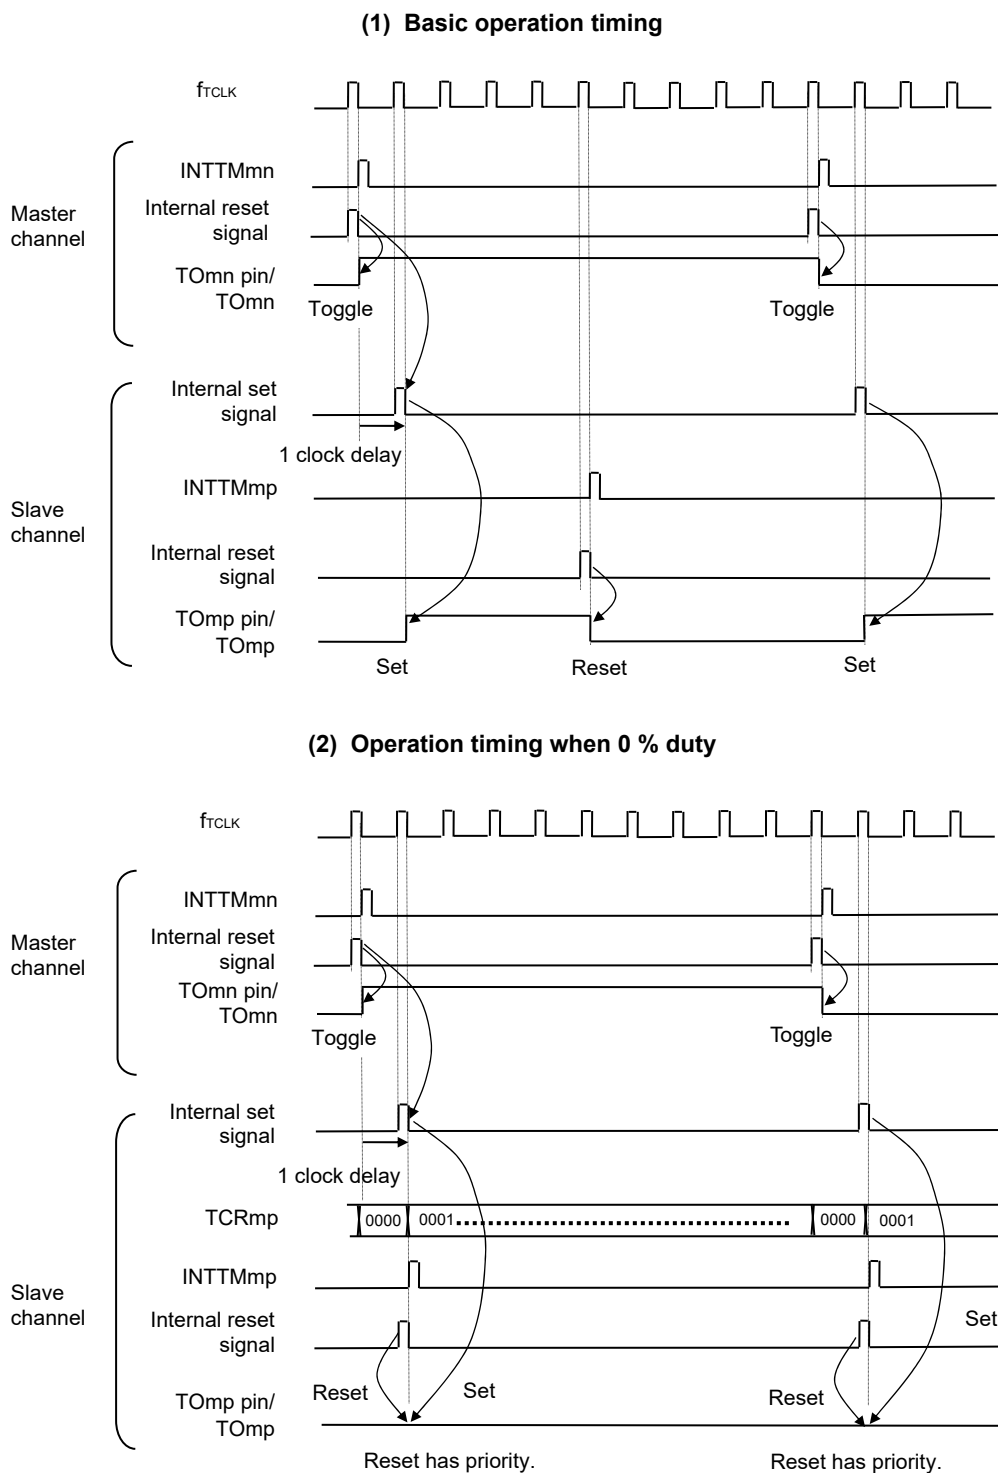 (1) Basic operation timing
fTCLK
INTTMmn
Master
channel
Internal reset
signal
TOmn pin/
TOmn
Toggle
Toggle
Internal set
signal
1 clock delay
INTTMmp
Slave
channel
Internal reset
signal
TOmp pin/
TOmp
Set
Reset
Set
(2) Operation timing when 0 % duty
fTCLK
INTTMmn
Master
channel
Internal reset
signal
TOmn pin/
TOmn
Toggle
Toggle
Internal set
signal
1 clock delay
TCRmp
0000
0001
0000
0001
INTTMmp
Slave
channel
Internal reset
signal
Set
Reset
Set
Reset
TOmp pin/
TOmp
Reset has priority.
Reset has priority.